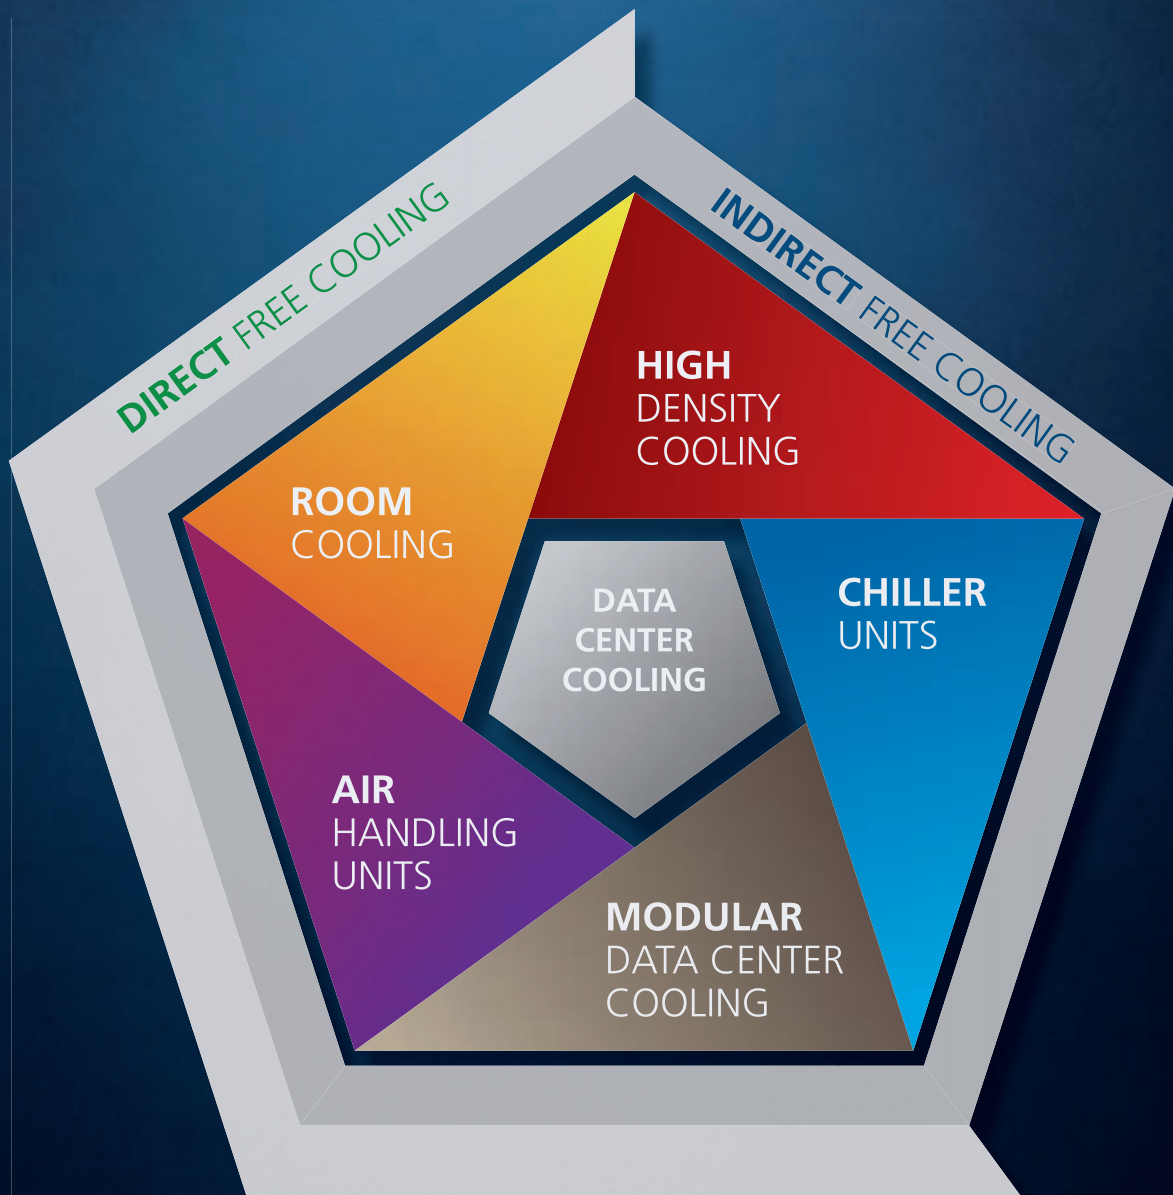 DIRECT FREE COOLING
INDIRECT FREE COOLING
HIGH
DENSITY
COOLING
ROOM
COOLING
DATA
CENTER
COOLING
CHILLER
UNITS
AIR
HANDLING
UNITS
MODULAR
DATA CENTER
COOLING